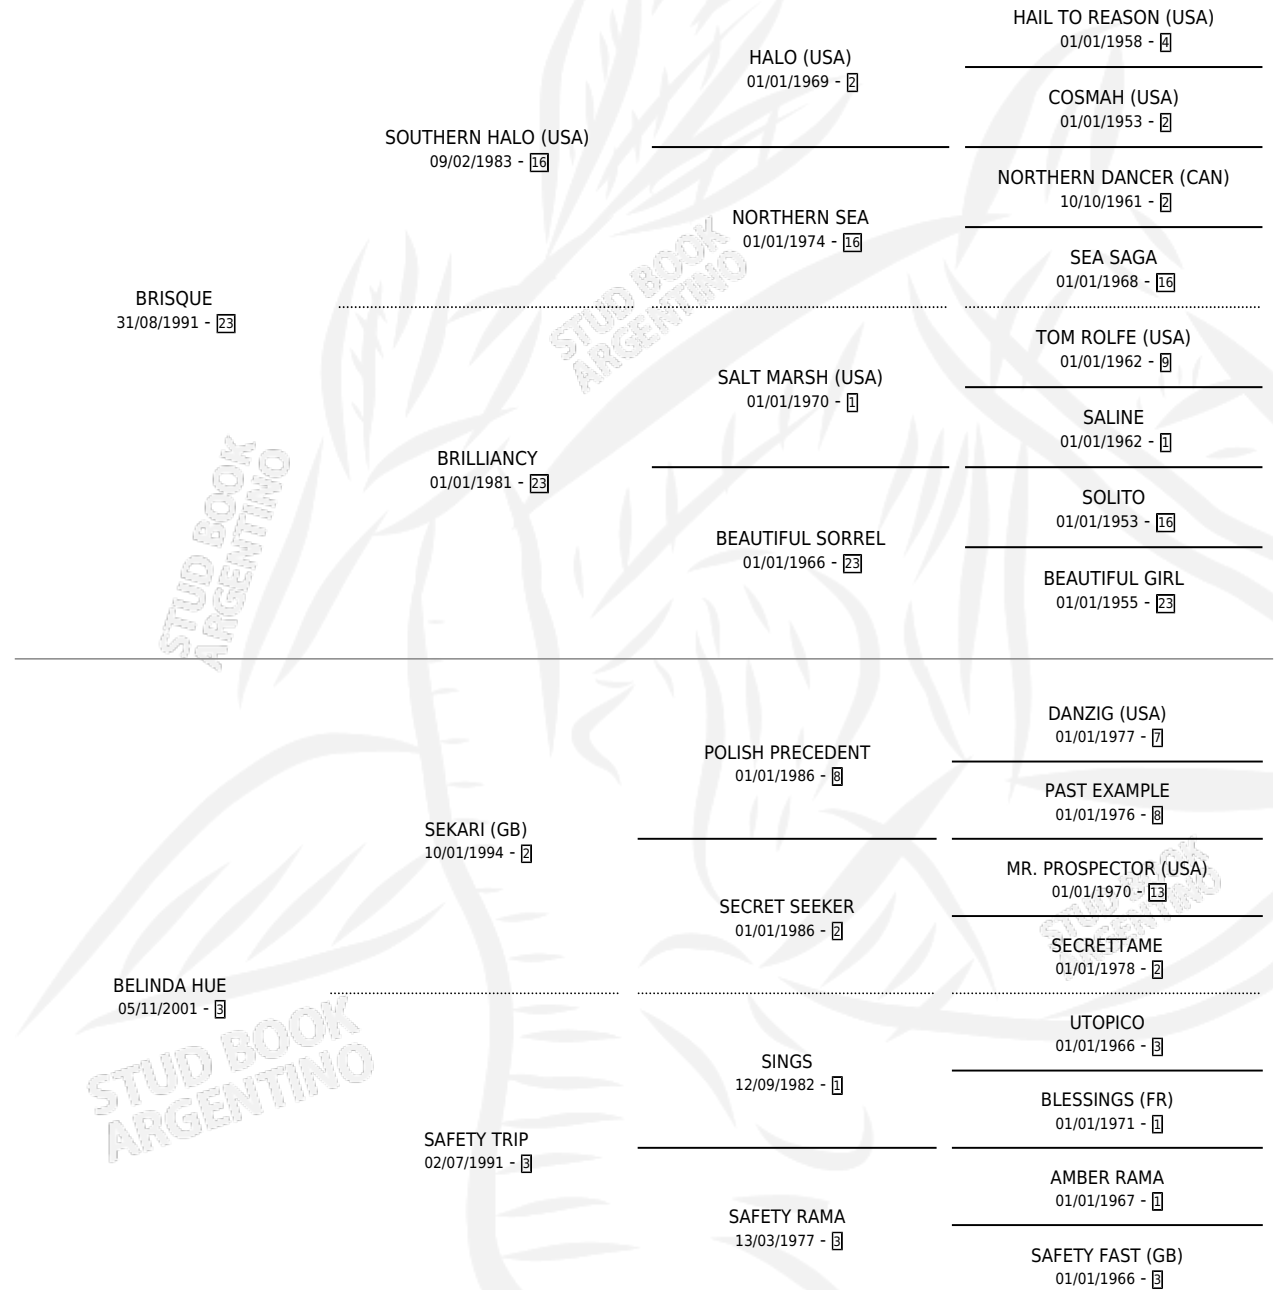 HAIL TO REASON (USA)
01/01/1958 - 4
HALO (USA)
01/01/1969 - 2
COSMAH (USA)
01/01/1953 - 2
SOUTHERN HALO (USA)
09/02/1983 - 16
NORTHERN DANCER (CAN)
10/10/1961 - 2
NORTHERN SEA
01/01/1974 - 16
SEA SAGA
01/01/1968 - 16
BRISQUE
31/08/1991 - 23
STUD BOOK
ARGENTINO
TOM ROLFE (USA)
01/01/1962 - 9
SALT MARSH (USA)
01/01/1970 - 1
SALINE
01/01/1962 - 1
BRILLIANCY
01/01/1981 - 23
SOLITO
01/01/1953 - 16
BEAUTIFUL SORREL
01/01/1966 - 23
BEAUTIFUL GIRL
01/01/1955 - 23
STUD BOOK
ARGENTINO
DANZIG (USA)
01/01/1977 - 7
POLISH PRECEDENT
01/01/1986 - 8
PAST EXAMPLE
01/01/1976 - 8
SEKARI (GB)
10/01/1994 - 2
MR. PROSPECTOR (USA)
01/01/1970 - 13
SECRET SEEKER
01/01/1986 - 2
STUD BOOK
ARGENTINO
SECRETTAME
01/01/1978 - 2
BELINDA HUE
05/11/2001 - 3
UTOPICO
01/01/1966 - 3
SINGS
12/09/1982 - 1
BLESSINGS (FR)
01/01/1971 - 1
STUD BOOK
ARGENTINO
SAFETY TRIP
02/07/1991 - 3
AMBER RAMA
01/01/1967 - 1
SAFETY RAMA
13/03/1977 - 3
SAFETY FAST (GB)
01/01/1966 - 3